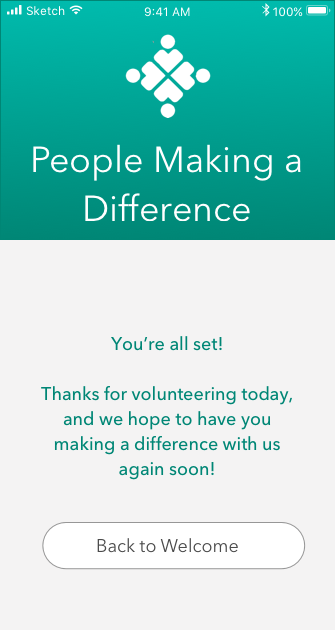 Sketch 9:41 AM 100%
People Making a
Difference
You’re all set!
Thanks for volunteering today,
and we hope to have you
making a difference with us
again soon!
Back to Welcome